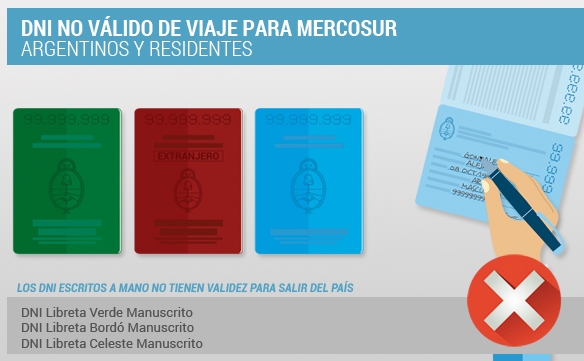 DNI NO VÁLIDO DE VIAJE PARA MERCOSUR
ARGENTINOS Y RESIDENTES
99.999.999
99.999.999
99.999.999
EXTRANJERO
LOS DNI ESCRITOS A MANO NO TIENEN VALIDEZ PARA SALIR DEL PAÍS
DNI Libreta Verde Manuscrito
DNI Libreta Bordó Manuscrito
DNI Libreta Celeste Manuscrito